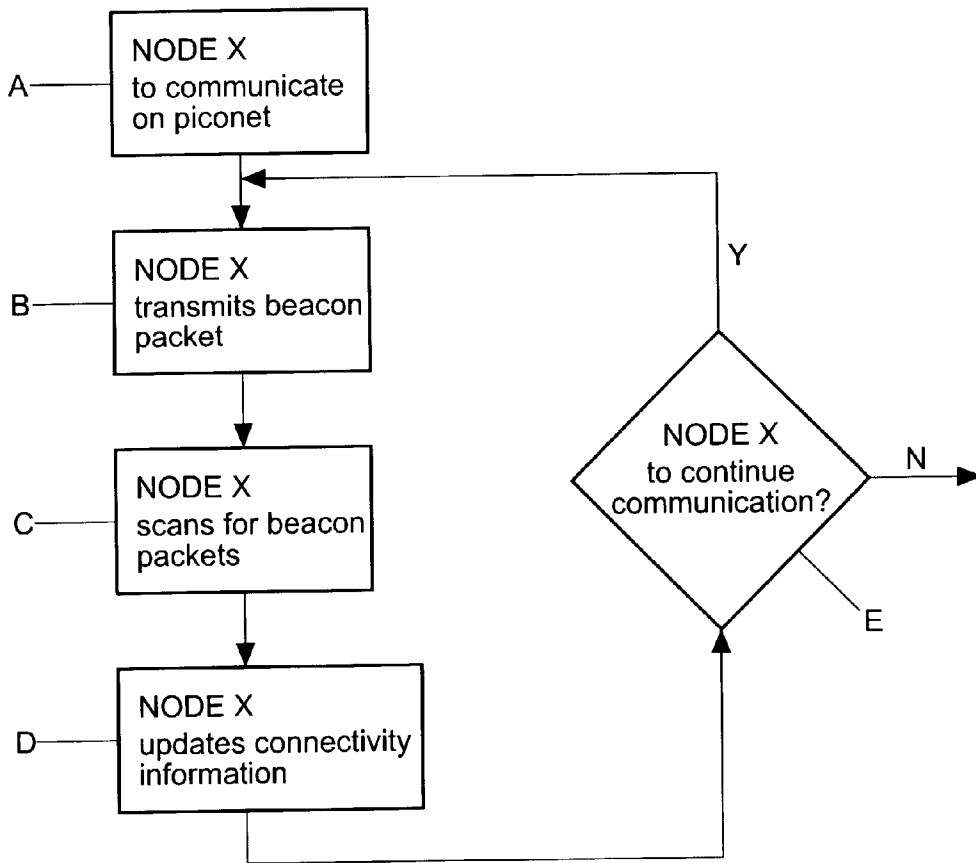 A
NODE X
to communicate
on piconet
B
NODE X
transmits beacon
packet
C
NODE X
scans for beacon
packets
D
NODE X
updates connectivity
information
Y
NODE X
to continue
communication?
N
E